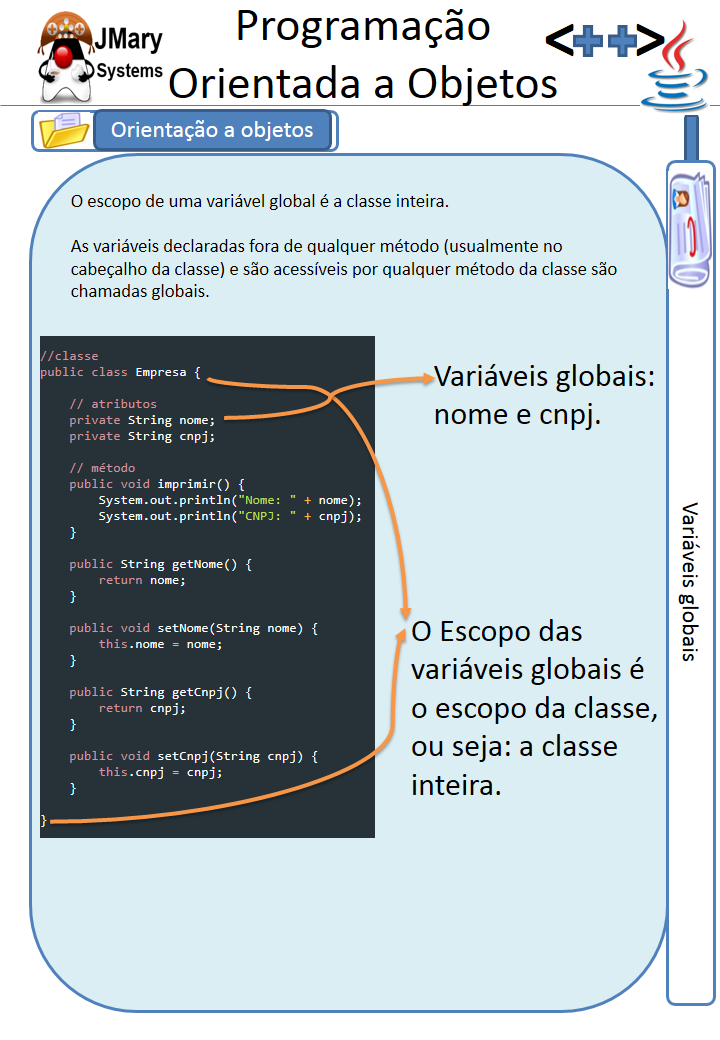 JMary
Systems
Programação
Orientada a Objetos
<++>
Orientação a objetos
O escopo de uma variável global é a classe inteira.
As variáveis declaradas fora de qualquer método (usualmente no
cabeçalho da classe) e são acessíveis por qualquer método da classe são
chamadas globais.
//classe
public class Empresa {
// atributos
private String nome;
private String cnpj;
// método
public void imprimir() {
System.out.println("Nome: " + nome);
System.out.println("CNPJ: " + cnpj);
}
public String getNome() {
return nome;
}
public void setNome(String nome) {
this.nome = nome;
}
public String getCnpj() {
return cnpj;
}
public void setCnpj(String cnpj) {
this.cnpj = cnpj;
}
}
Variáveis globais:
nome e cnpj.
O Escopo das
variáveis globais é
o escopo da classe,
ou seja: a classe
inteira.
Variáveis globais